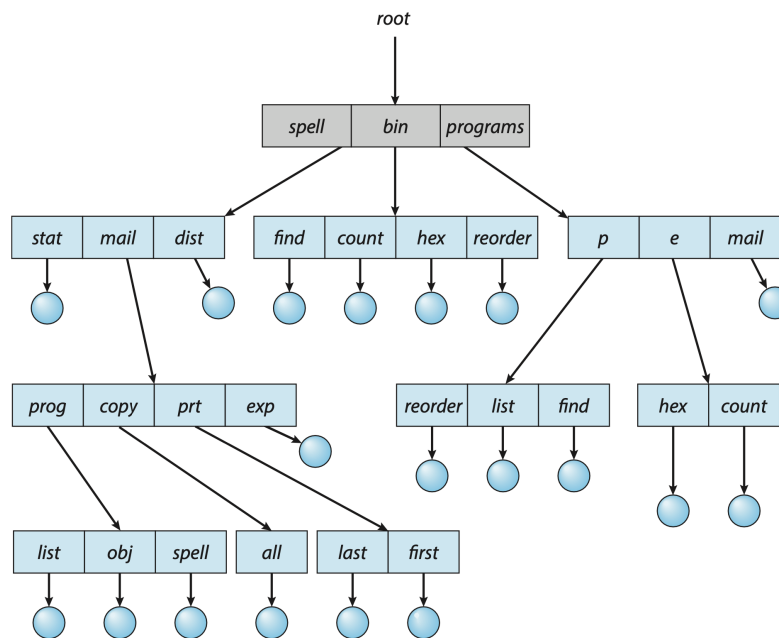 root
spell bin programs
stat mail dist find count hex reorder p e mail
prog copy prt exp reorder list find hex count
list obj spell all last first